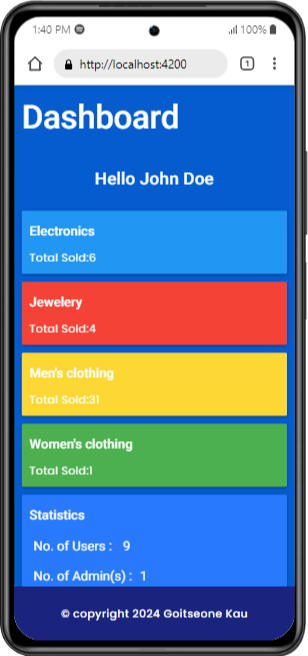 1:40 PM
100%
http://localhost:4200
1
Dashboard
Hello John Doe
Electronics
Total Sold:6
Jewelery
Total Sold:4
Men's clothing
Total Sold:31
Women's clothing
Total Sold:1
Statistics
No. of Users : 9
No. of Admin(s) : 1
© copyright 2024 Goitseone Kau